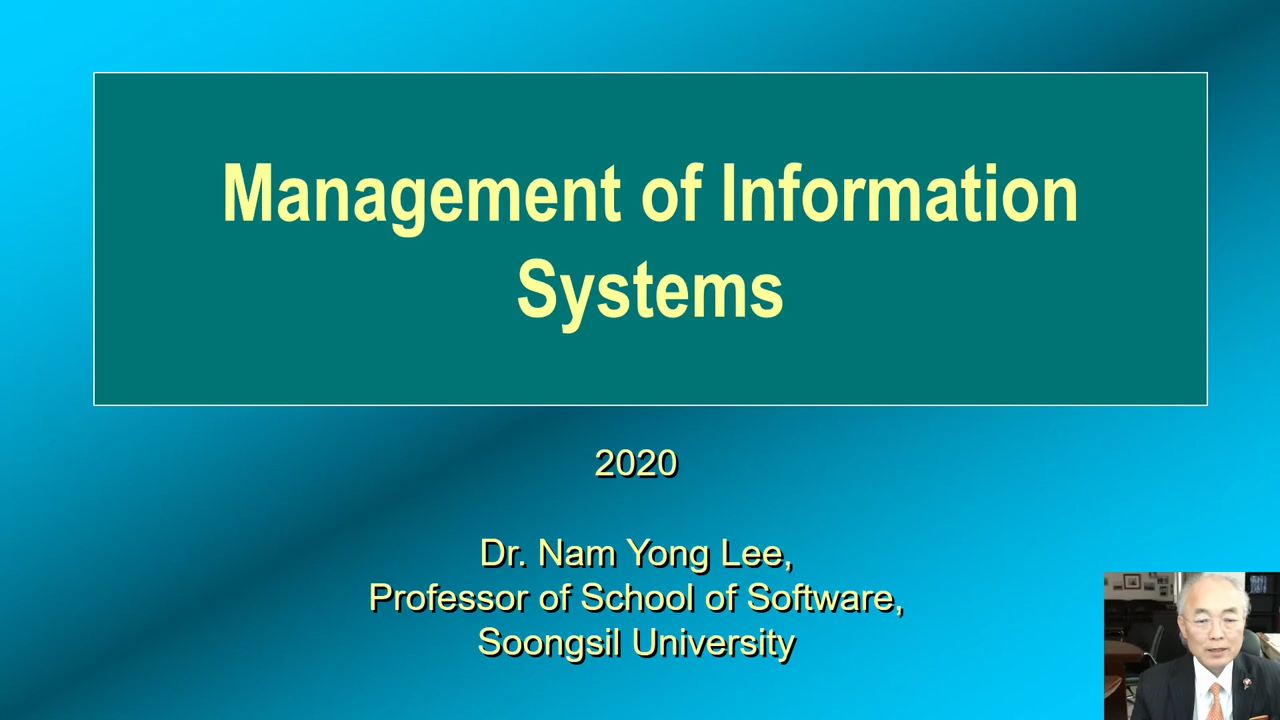 Management of Information
Systems
2020
Dr. Nam Yong Lee,
Professor of School of Software,
Soongsil University